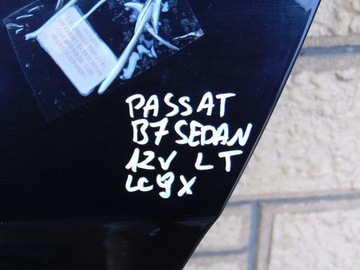 PASSAT
B7 SEDAN
12V LT
LC9X